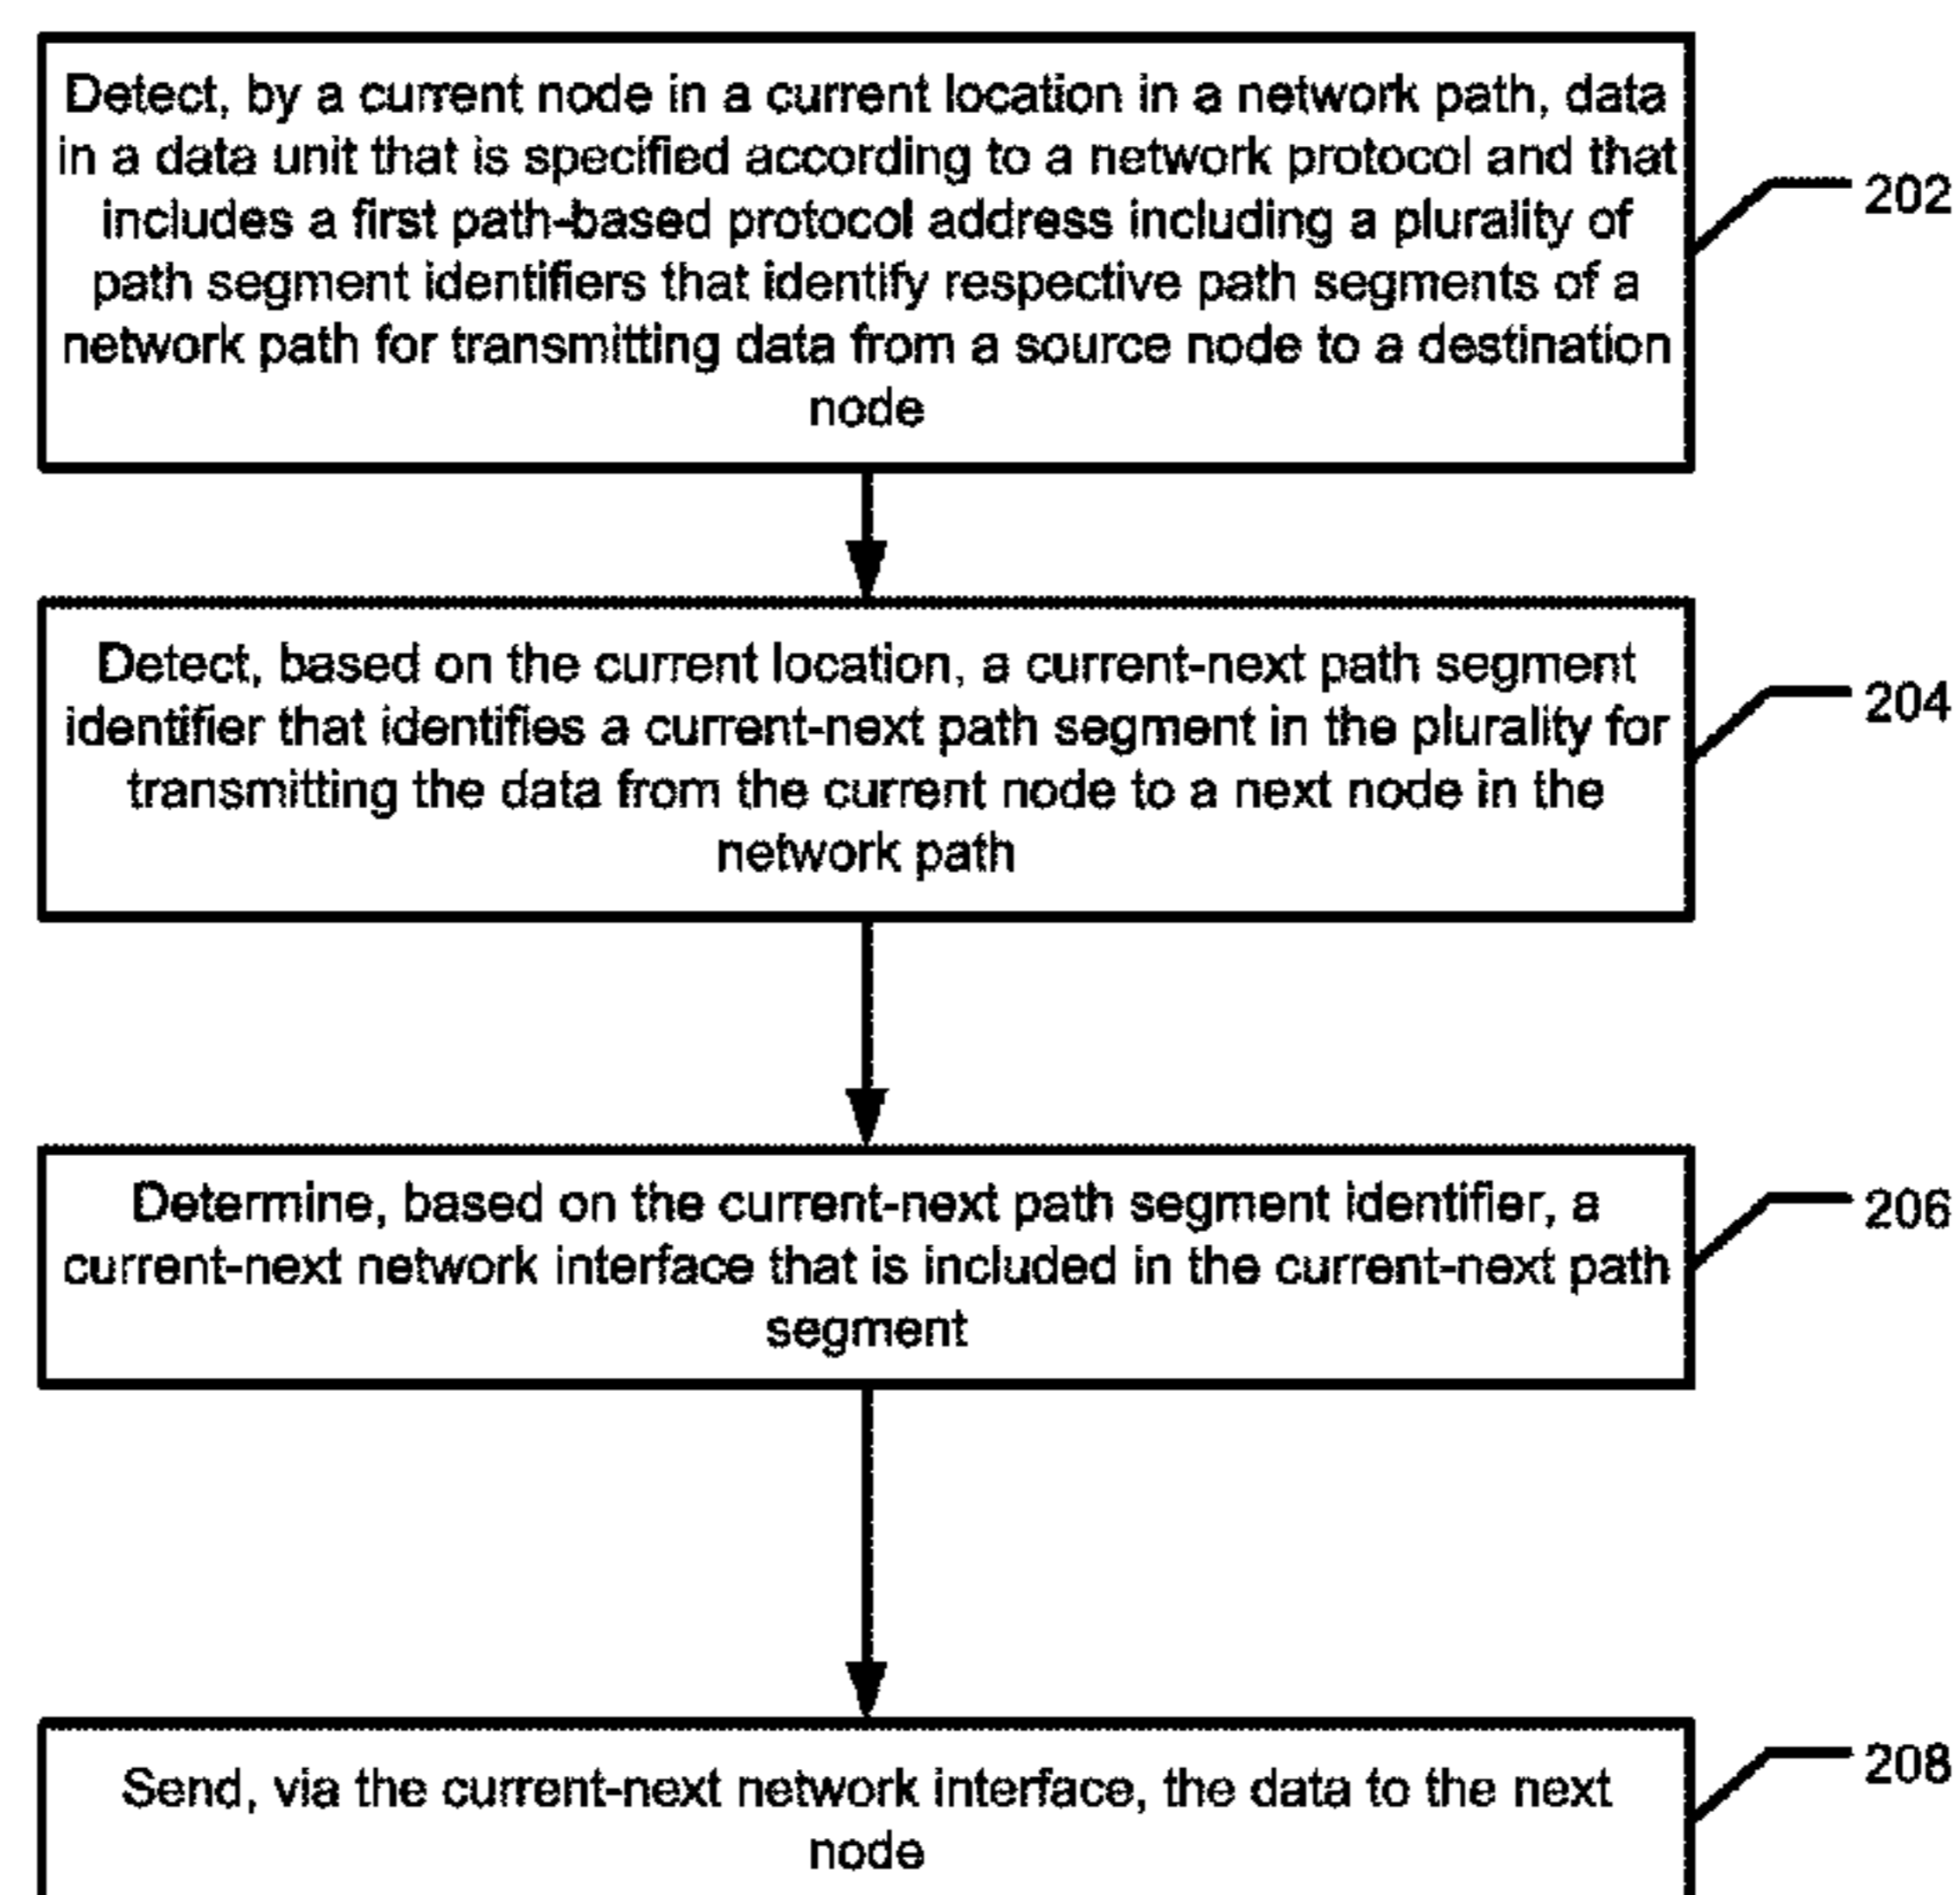 Detect, by a current node in a current location in a network path, data
in a data unit that is specified according to a network protocol and that
includes a first path-based protocol address including a plurality of
path segment identifiers that identify respective path segments of a
network path for transmitting data from a source node to a destination
node
202
Detect, based on the current location, a current-next path segment
identifier that identifies a current-next path segment in the plurality for
transmitting the data from the current node to a next node in the
network path
204
Determine, based on the current-next path segment identifier, a
current-next network interface that is included in the current-next path
segment
206
Send, via the current-next network interface, the data to the next
node
208